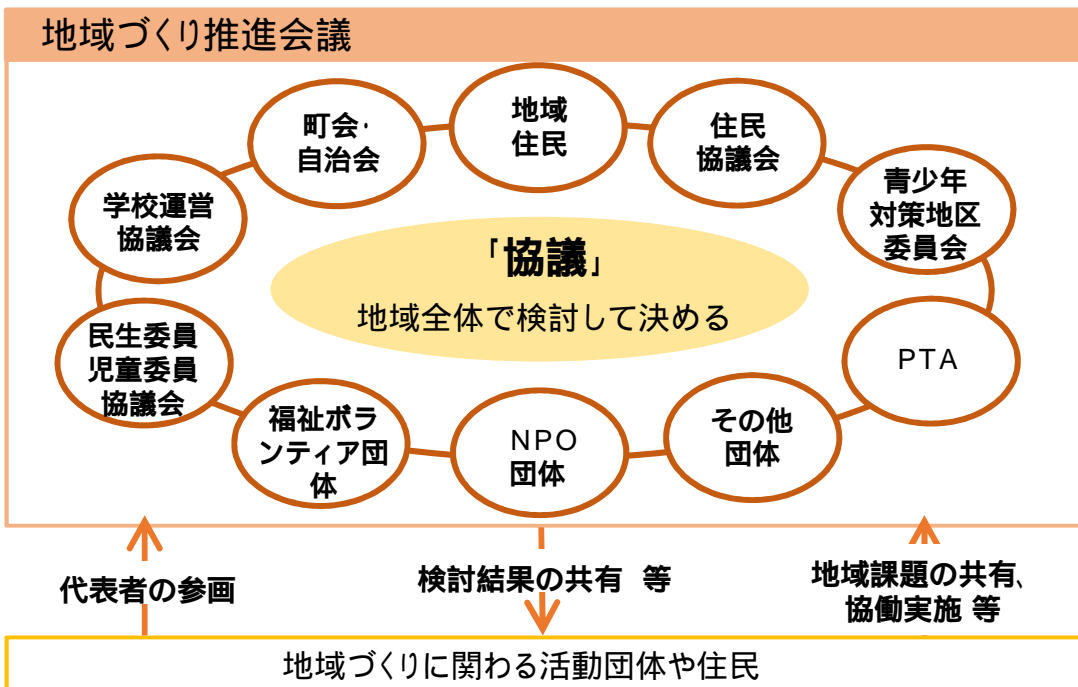 地域づくり推進会議
町会・
自治会
地域
住民
住民
協議会
学校運営
協議会
青少年
対策地区
委員会
「協議」
地域全体で検討して決める
民生委員
児童委員
協議会
PTA
福祉ボラ
ンティア団
体
NPO
団体
その他
団体
代表者の参画
検討結果の共有 等
地域課題の共有、
協働実施 等
地域づくりに関わる活動団体や住民